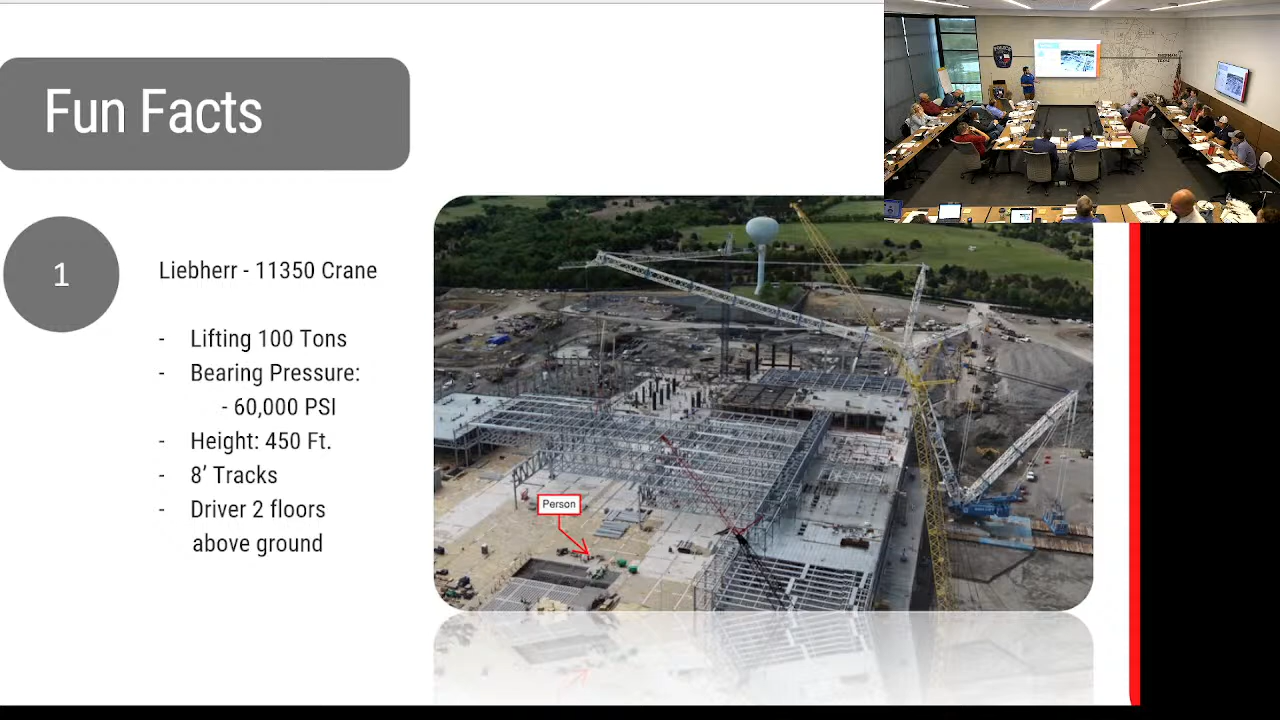 Fun Facts
1
Liebherr - 11350 Crane
- Lifting 100 Tons
- Bearing Pressure:
- 60,000 PSI
- Height: 450 Ft.
- 8’ Tracks
- Driver 2 floors
above ground
Person